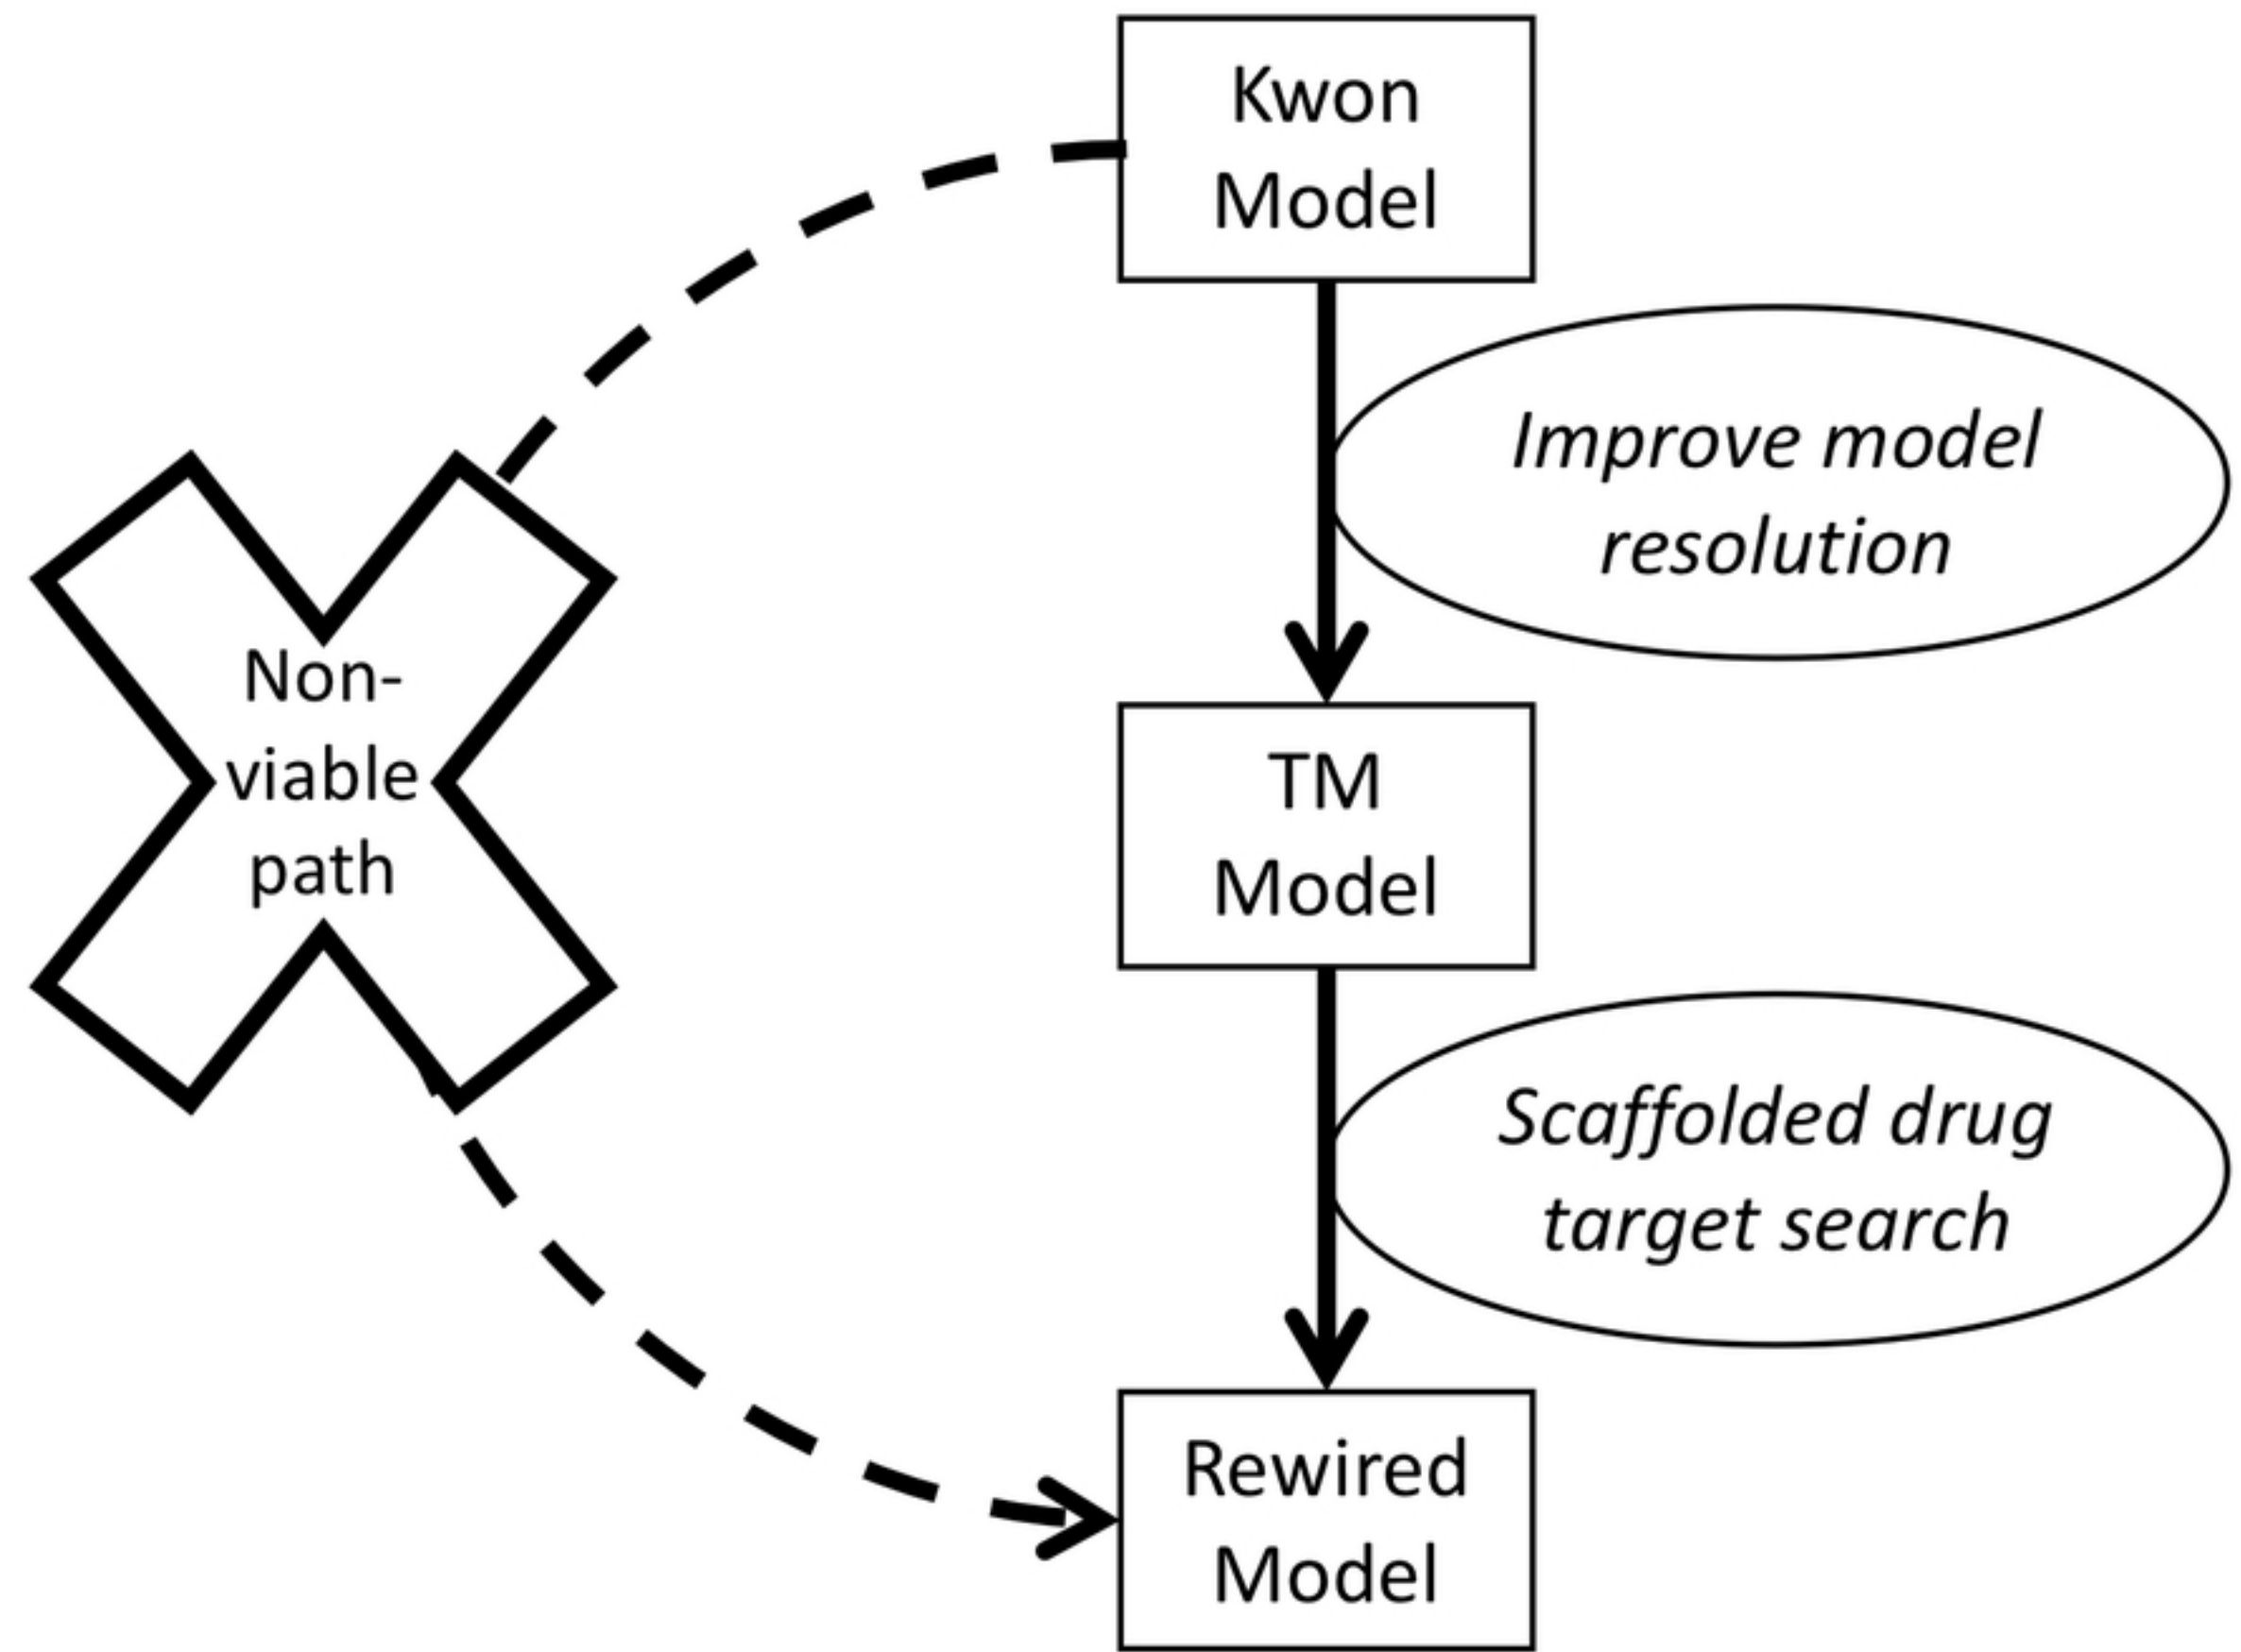 Kwon
Model
Improve model
resolution
Non-
viable
path
TM
Model
Scaffolded drug
target search
Rewired
Model